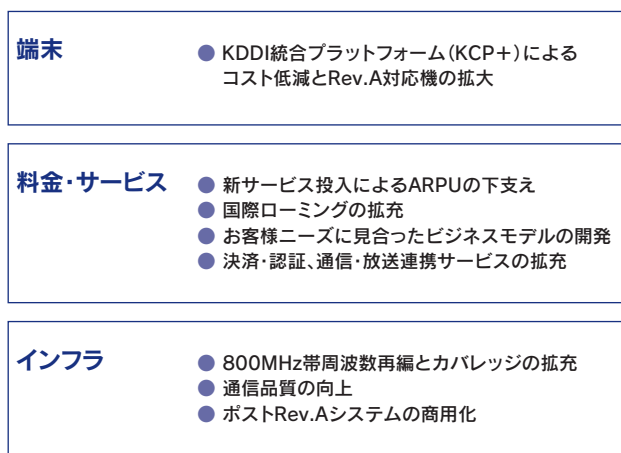 端末
● KDDI統合プラットフォーム(KCP+)による
コスト低減とRev.A対応機の拡大
料金・サービス
● 新サービス投入によるARPUの下支え
● 国際ローミングの拡充
● お客様ニーズに見合ったビジネスモデルの開発
● 決済・認証、通信・放送連携サービスの拡充
インフラ
● 800MHz帯周波数再編とカバレッジの拡充
● 通信品質の向上
● ポストRev.Aシステムの商用化